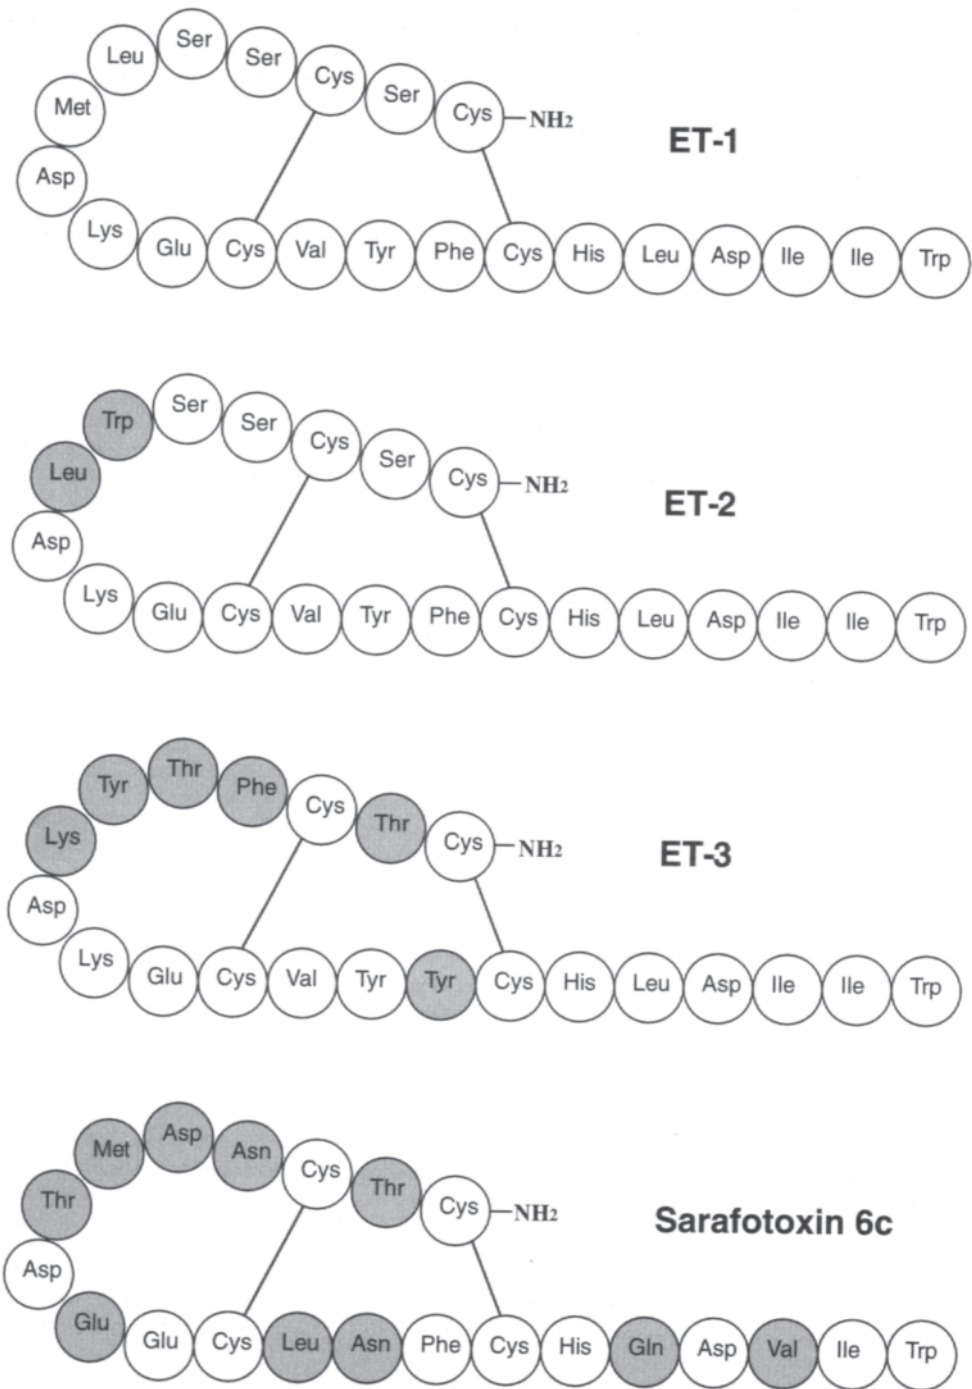 Leu Ser Ser Cys Ser Cys NH2
Met
ET-1
Asp
Lys Glu Cys Val Tyr Phe Cys His Leu Asp Ile Ile Trp
Trp Ser Ser Cys Ser Cys NH2
Leu
ET-2
Asp
Lys Glu Cys Val Tyr Phe Cys His Leu Asp Ile Ile Trp
Tyr Thr Phe Cys Thr Cys NH2
Lys
ET-3
Asp
Lys Glu Cys Val Tyr Tyr Cys His Leu Asp Ile Ile Trp
Met Asp Asn Cys Thr Cys NH2
Thr
Sarafotoxin 6c
Asp
Glu Glu Cys Leu Asn Phe Cys His Gln Asp Val Ile Trp